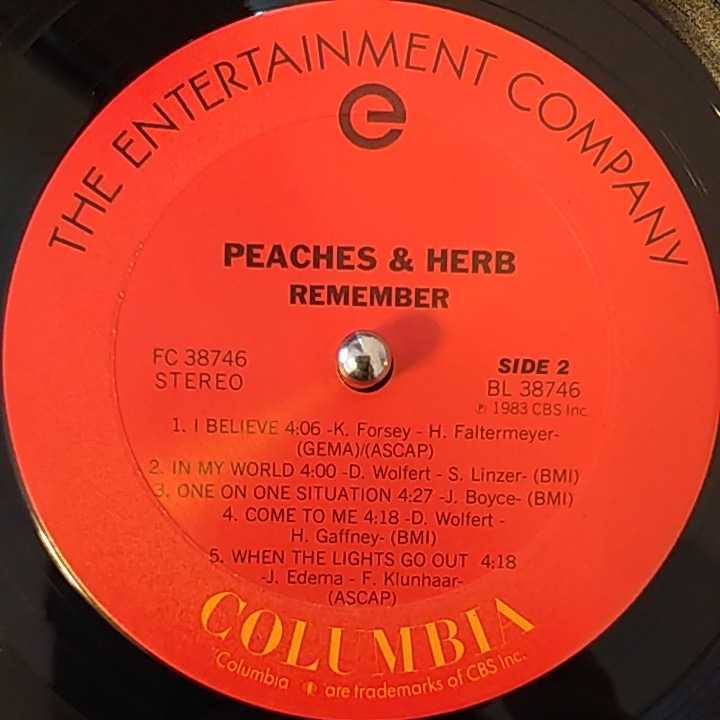 THE ENTERTAINMENT COMPANY
e
PEACHES & HERB
REMEMBER
FC 38746
STEREO
SIDE 2
BL 38746
℗ 1983 CBS Inc.
1. I BELIEVE 4:06 -K. Forsey - H. Faltermeyer-
(GEMA)/(ASCAP)
2. IN MY WORLD 4:00 -D. Wolfert - S. Linzer- (BMI)
3. ONE ON ONE SITUATION 4:27 -J. Boyce- (BMI)
4. COME TO ME 4:18 -D. Wolfert -
H. Gaffney- (BMI)
5. WHEN THE LIGHTS GO OUT 4:18
-J. Edema - F. Klunhaar-
(ASCAP)
COLUMBIA
"Columbia are trademarks of CBS Inc.